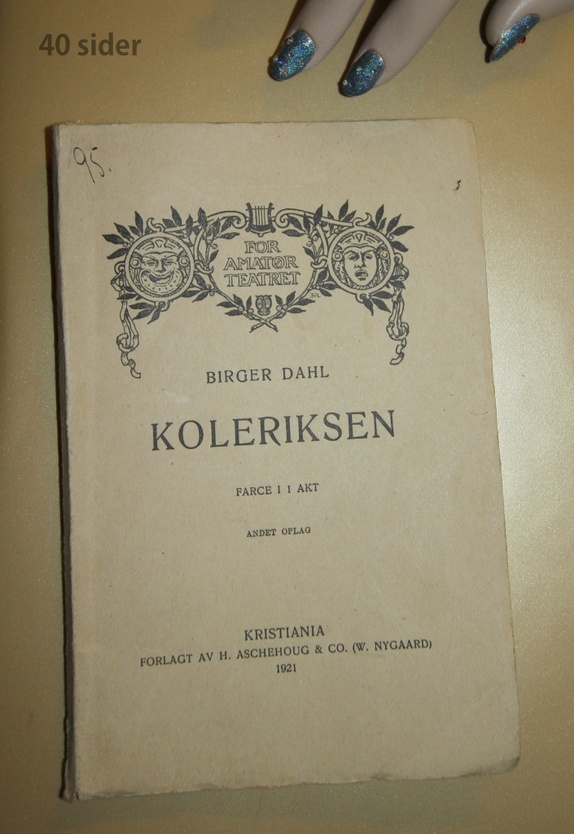 40 sider
95.
FOR
AMATØR
TEATRET
BIRGER DAHL
KOLERIKSEN
FARCE I 1 AKT
ANDET OPLAG
KRISTIANIA
FORLAGT AV H. ASCHEHOUG & CO. (W. NYGAARD)
1921